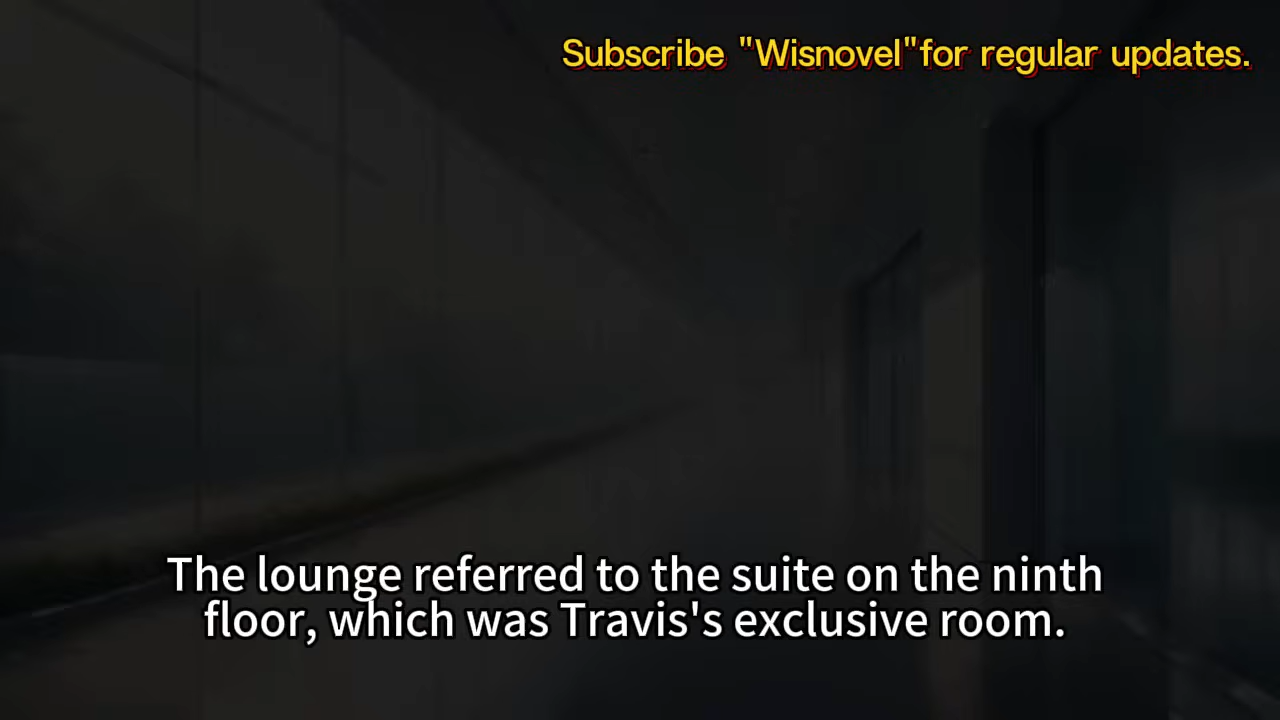 Subscribe "Wisnovel"for regular updates.
The lounge referred to the suite on the ninth
floor, which was Travis's exclusive room.